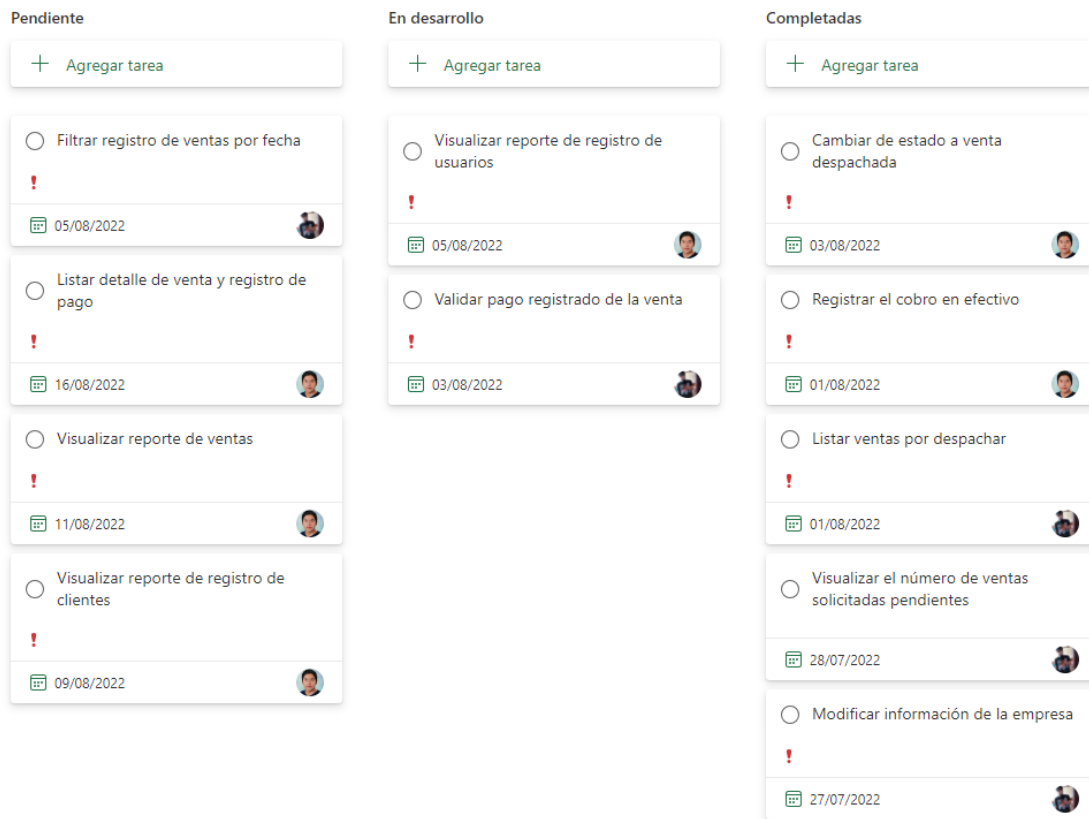 Pendiente
Agregar tarea
Filtrar registro de ventas por fecha
05/08/2022
Listar detalle de venta y registro de
pago
16/08/2022
Visualizar reporte de ventas
11/08/2022
Visualizar reporte de registro de
clientes
09/08/2022
En desarrollo
Agregar tarea
Visualizar reporte de registro de
usuarios
05/08/2022
Validar pago registrado de la venta
03/08/2022
Completadas
Agregar tarea
Cambiar de estado a venta
despachada
03/08/2022
Registrar el cobro en efectivo
01/08/2022
Listar ventas por despachar
01/08/2022
Visualizar el número de ventas
solicitadas pendientes
28/07/2022
Modificar información de la empresa
27/07/2022